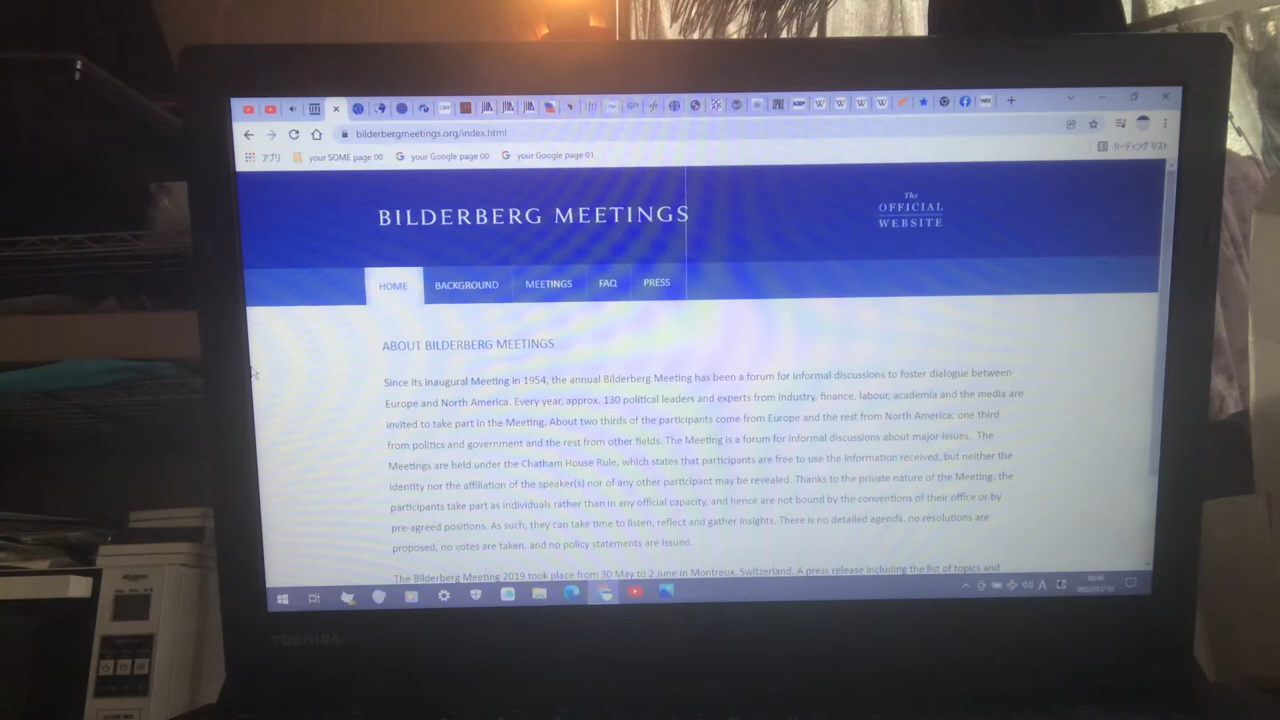 bilderbergmeetings.org/index.html
アプリ your SOME page 00 your Google page 00 your Google page 01 リーディング リスト
BILDERBERG MEETINGS
The
OFFICIAL
WEBSITE
HOME BACKGROUND MEETINGS FAQ PRESS
ABOUT BILDERBERG MEETINGS
Since its inaugural Meeting in 1954, the annual Bilderberg Meeting has been a forum for informal discussions to foster dialogue between
Europe and North America. Every year, approx. 130 political leaders and experts from industry, finance, labour, academia and the media are
invited to take part in the Meeting. About two thirds of the participants come from Europe and the rest from North America; one third
from politics and government and the rest from other fields. The Meeting is a forum for informal discussions about major issues. The
Meetings are held under the Chatham House Rule, which states that participants are free to use the information received, but neither the
identity nor the affiliation of the speaker(s) nor of any other participant may be revealed. Thanks to the private nature of the Meeting, the
participants take part as individuals rather than in any official capacity, and hence are not bound by the conventions of their office or by
pre-agreed positions. As such, they can take time to listen, reflect and gather insights. There is no detailed agenda, no resolutions are
proposed, no votes are taken, and no policy statements are issued.
The Bilderberg Meeting 2019 took place from 30 May to 2 June in Montreux, Switzerland. A press release including the list of topics and
A
TOSHIBA